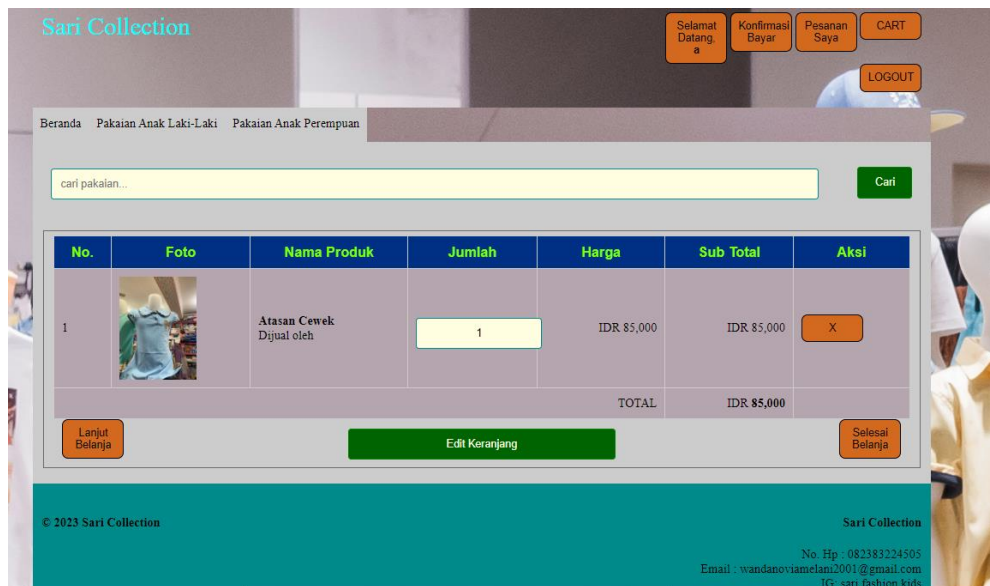 Sari Collection
Selamat
Datang,
a
Konfirmasi
Bayar
Pesanan
Saya
CART
LOGOUT
Beranda Pakaian Anak Laki-Laki Pakaian Anak Perempuan
cari pakaian...
Cari
No. Foto Nama Produk Jumlah Harga Sub Total Aksi
1 Atasan Cewek
Dijual oleh
1 IDR 85,000 IDR 85,000 X
TOTAL IDR 85,000
Lanjut
Belanja
Edit Keranjang
Selesai
Belanja
© 2023 Sari Collection
Sari Collection
No. Hp : 082383224505
Email : wandanoviamelani2001@gmail.com
IG: sari.fashion.kids